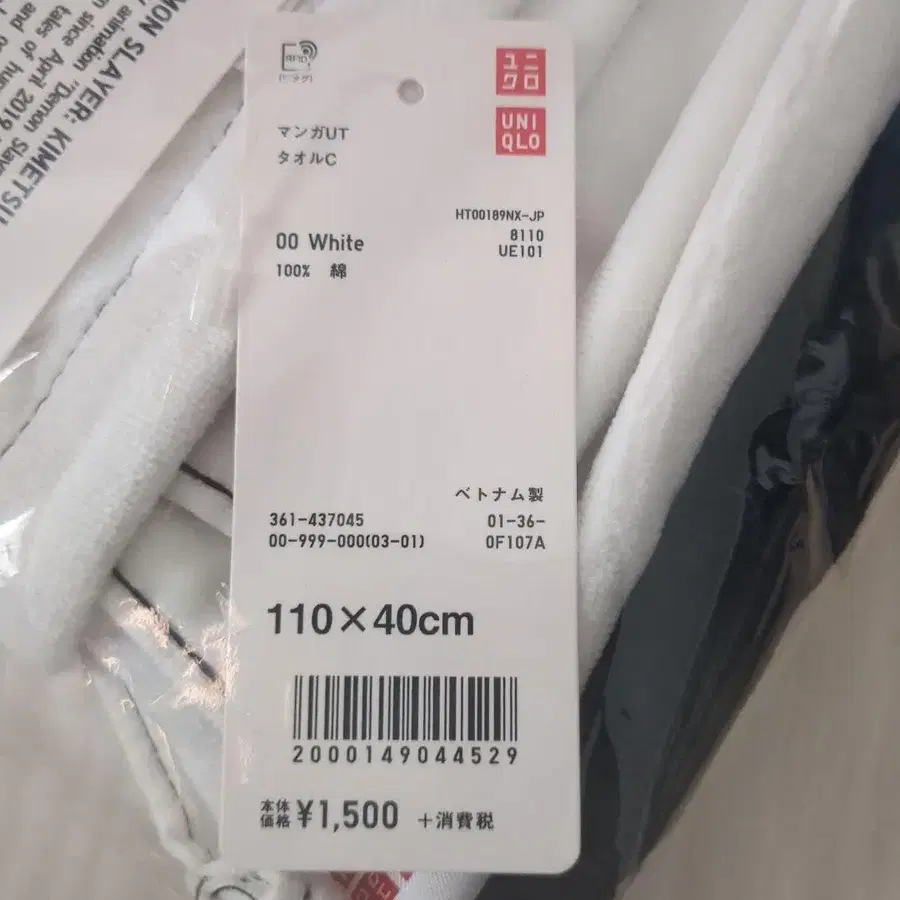 MON SLAYER: KIMETSU
animation "Demon Slaye
since April 2019
tales of hu
and
RFID
ユニ
クロ
UNI
QLO
マンガUT
タオルC
HT00189NX-JP
8110
UE101
00 White
100% 綿
ベトナム製
361-437045
01-36-
00-999-000(03-01)
0F107A
110×40cm
2000149044529
本体
価格 ¥1,500 +消費税